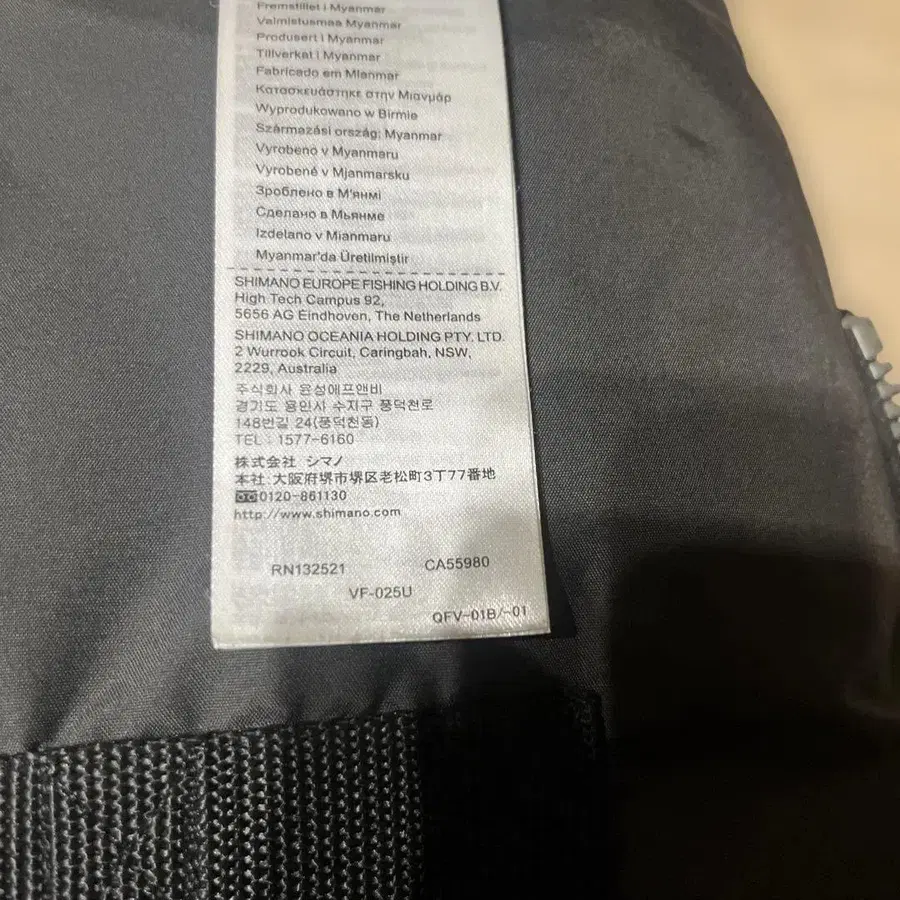 Fremstillet i Myanmar
Valmistusmaa Myanmar
Produsert i Myanmar
Tillverkat i Myanmar
Fabricado em Mianmar
Κατασκευάστηκε στην Μιανμάρ
Wyprodukowano w Birmie
Származási ország: Myanmar
Vyrobeno v Myanmaru
Vyrobené v Mjanmarsku
Зроблено в М'янмі
Сделано в Мьянме
Izdelano v Mianmaru
Myanmar'da Üretilmiştir
SHIMANO EUROPE FISHING HOLDING B.V.
High Tech Campus 92,
5656 AG Eindhoven, The Netherlands
SHIMANO OCEANIA HOLDING PTY. LTD.
2 Wurrook Circuit, Caringbah, NSW,
2229, Australia
주식회사 윤성에프앤비
경기도 용인사 수지구 풍덕천로
148번길 24(풍덕천동)
TEL : 1577-6160
株式会社 シマノ
本社:大阪府堺市堺区老松町3丁77番地
0120-861130
http://www.shimano.com
RN132521 CA55980
VF-025U
QFV-01B/-01